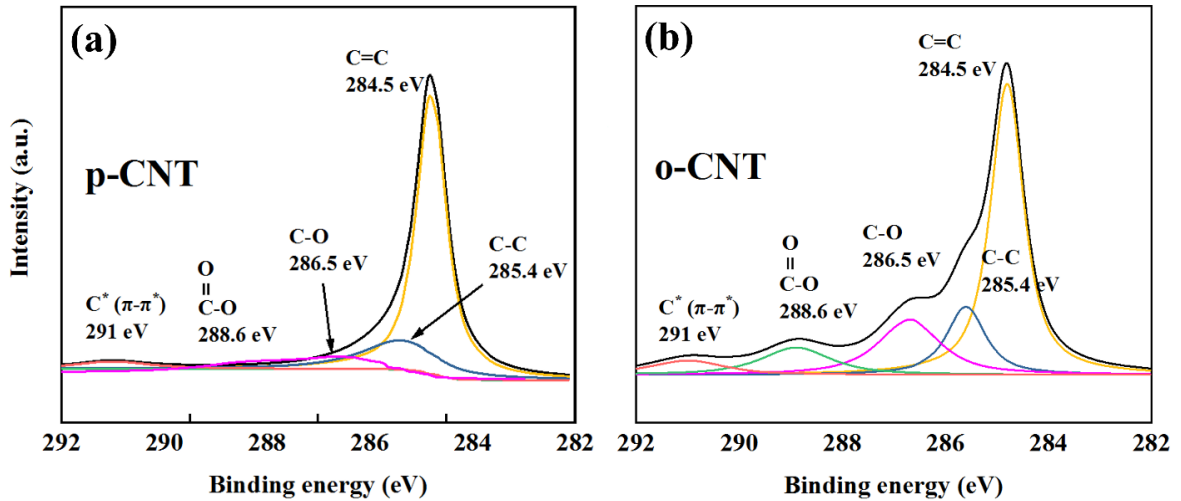 (a)
C=C
284.5 eV
p-CNT
C-O
286.5 eV
C-C
285.4 eV
O
=
C-O
288.6 eV
C* (π-π*)
291 eV
292 290 288 286 284 282
Binding energy (eV)
Intensity (a.u.)
(b)
C=C
284.5 eV
o-CNT
C-O
286.5 eV
C-C
285.4 eV
O
=
C-O
288.6 eV
C* (π-π*)
291 eV
292 290 288 286 284 282
Binding energy (eV)